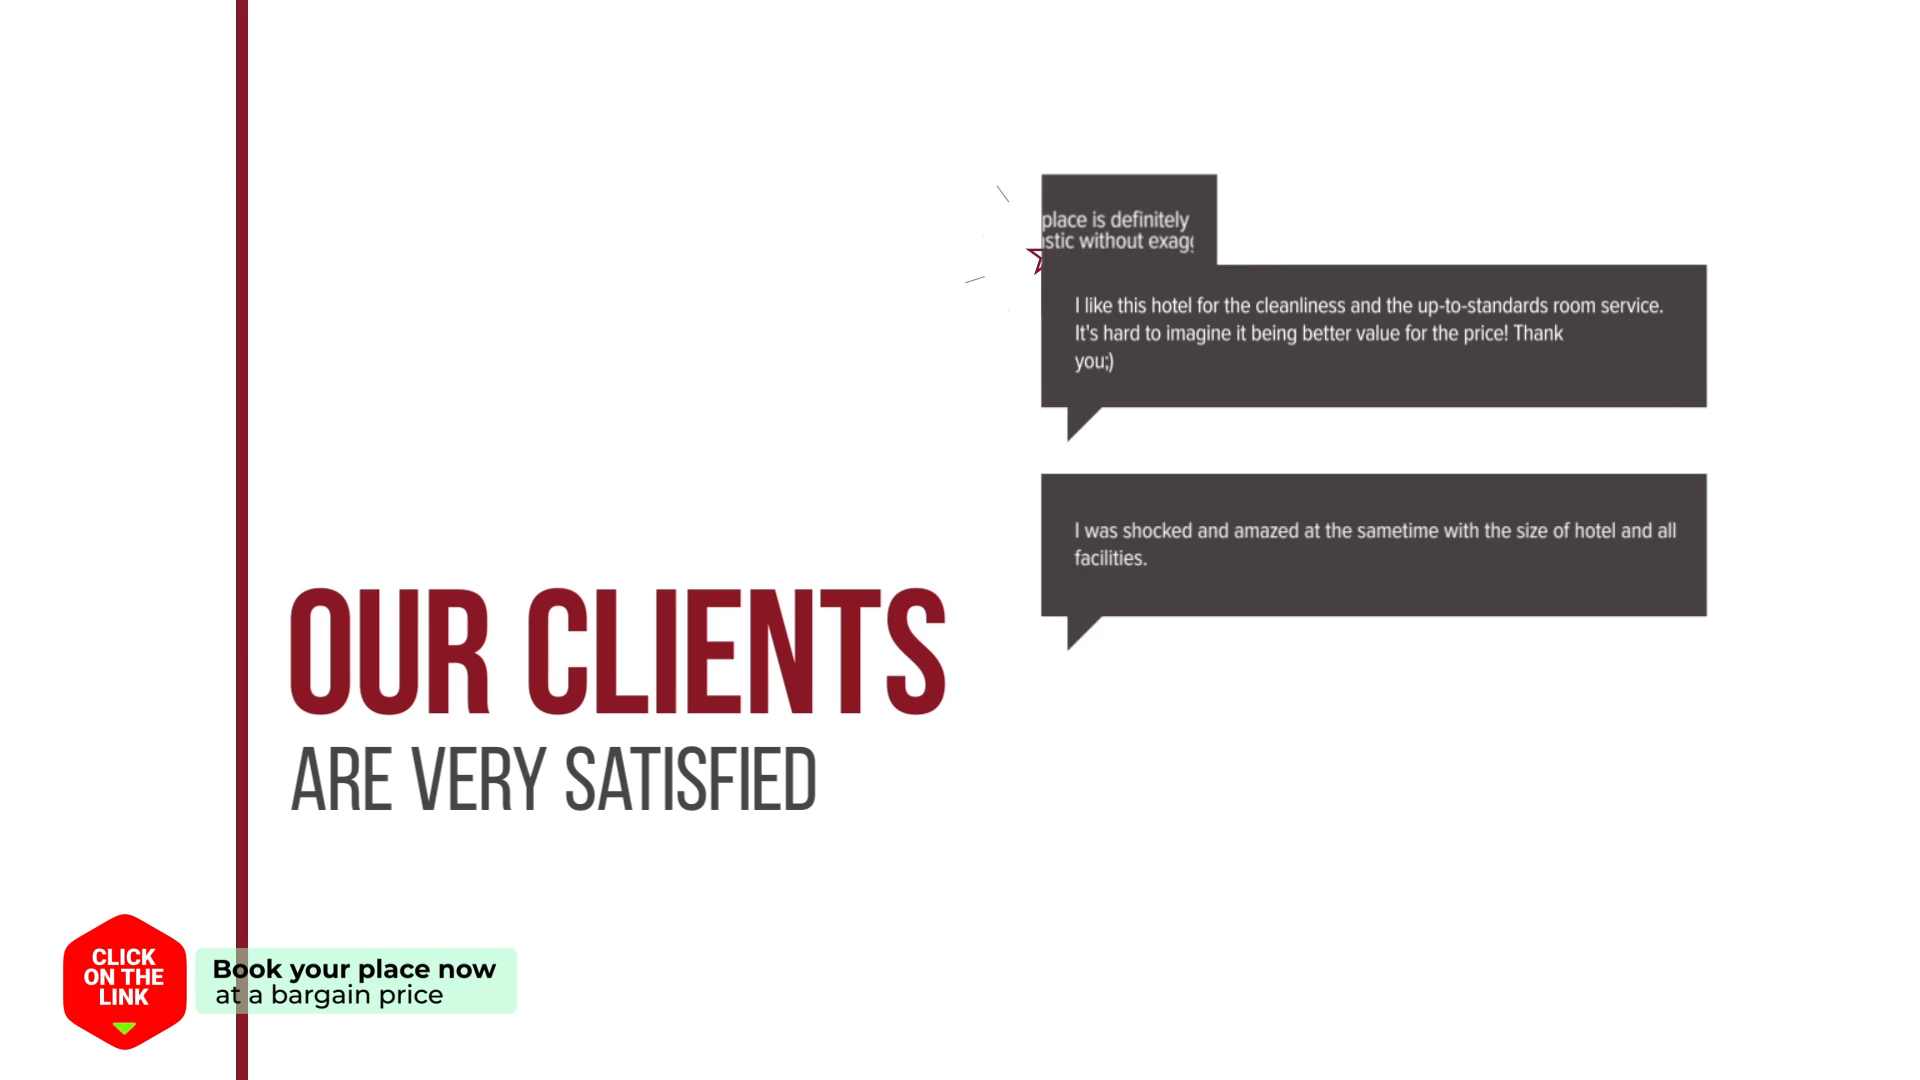 place is definitely
without
I like this hotel for the cleanliness and the up-to-standards room service.
It's hard to imagine it being better value for the price! Thank
you;)
I was shocked and amazed at the sametime with the size of hotel and all
facilities.
OUR CLIENTS
ARE VERY SATISFIED
CLICK
ON THE
LINK
Book your place now
at a bargain price